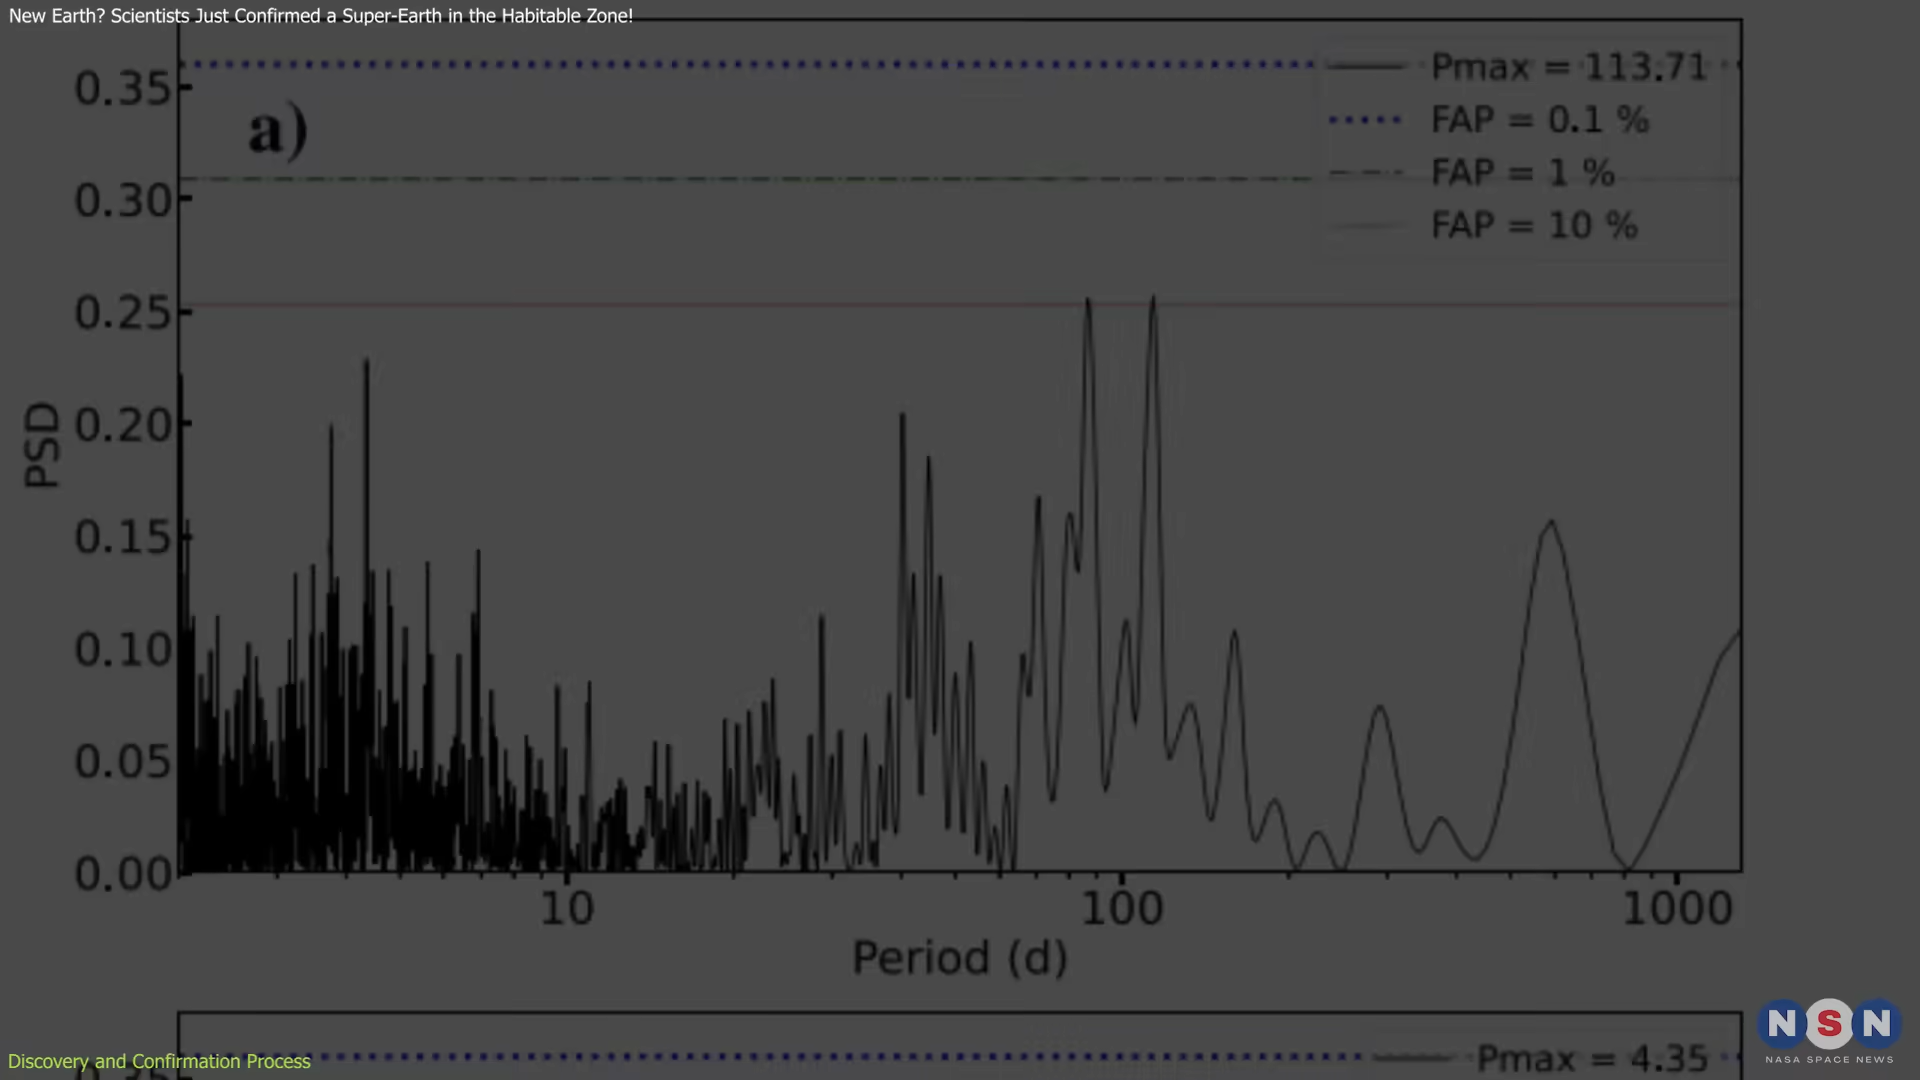 New Earth? Scientists Just Confirmed a Super-Earth in the Habitable Zone!
a)
Pmax = 113.71
FAP = 0.1 %
FAP = 1 %
FAP = 10 %
0.35
0.30
0.25
0.20
0.15
0.10
0.05
0.00
PSD
10 100 1000
Period (d)
Pmax = 4.35
Discovery and Confirmation Process
0.35
NSN
NASA SPACE NEWS